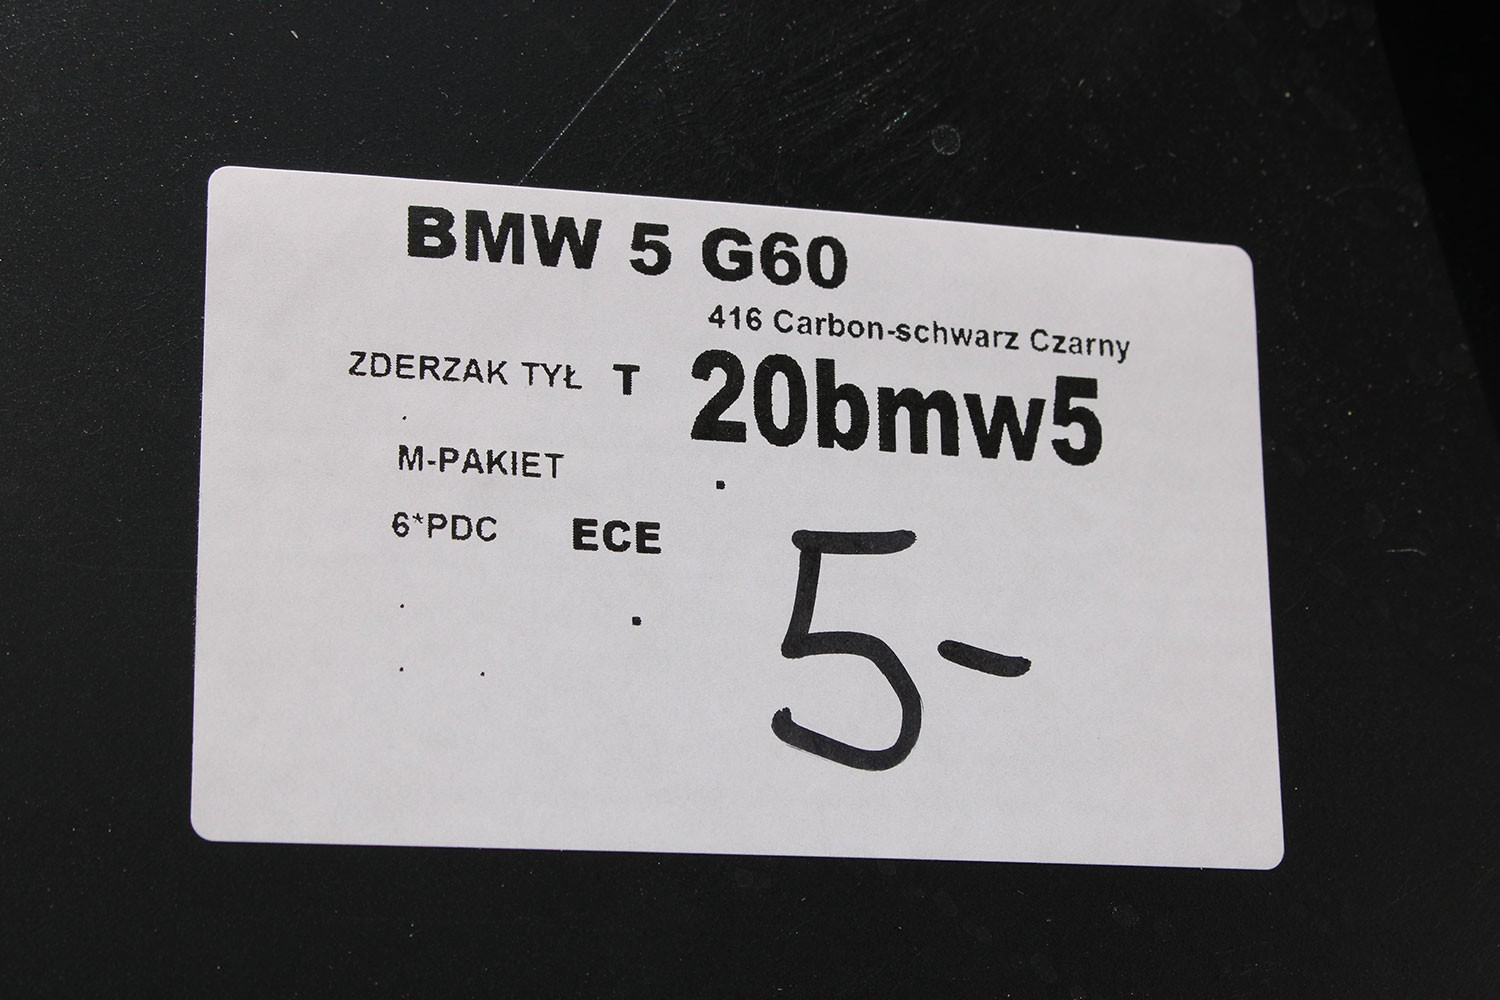 BMW 5 G60
416 Carbon-schwarz Czarny
ZDERZAK TYŁ T 20bmw5
M-PAKIET
6*PDC ECE
5-